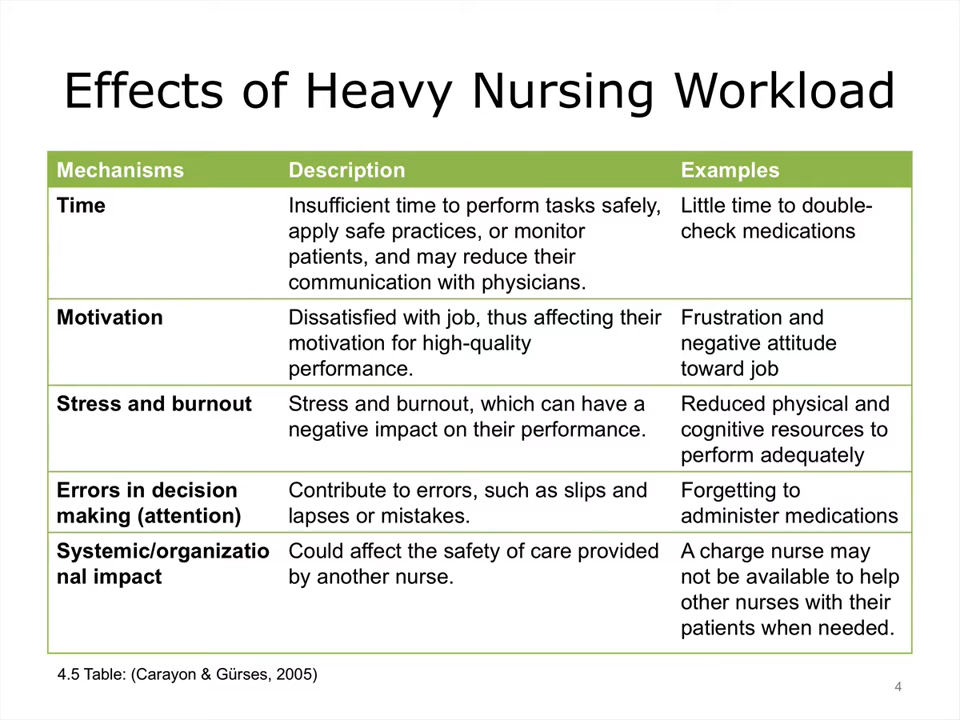 Effects of Heavy Nursing Workload
Mechanisms Description Examples
Time
Insufficient time to perform tasks safely,
apply safe practices, or monitor
patients, and may reduce their
communication with physicians.
Little time to double-
check medications
Motivation
Dissatisfied with job, thus affecting their
motivation for high-quality
performance.
Frustration and
negative attitude
toward job
Stress and burnout
Stress and burnout, which can have a
negative impact on their performance.
Reduced physical and
cognitive resources to
perform adequately
Errors in decision
making (attention)
Contribute to errors, such as slips and
lapses or mistakes.
Forgetting to
administer medications
Systemic/organizatio
nal impact
Could affect the safety of care provided
by another nurse.
A charge nurse may
not be available to help
other nurses with their
patients when needed.
4.5 Table: (Carayon & Gürses, 2005)
4